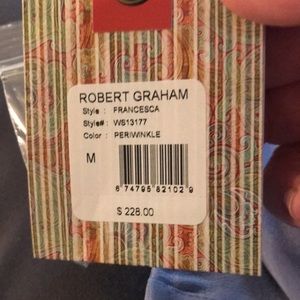 ROBERT GRAHAM
Style : FRANCESCA
Style# : WS13177
Color : PERIWINKLE
M
6 74795 82102 9
$ 228.00